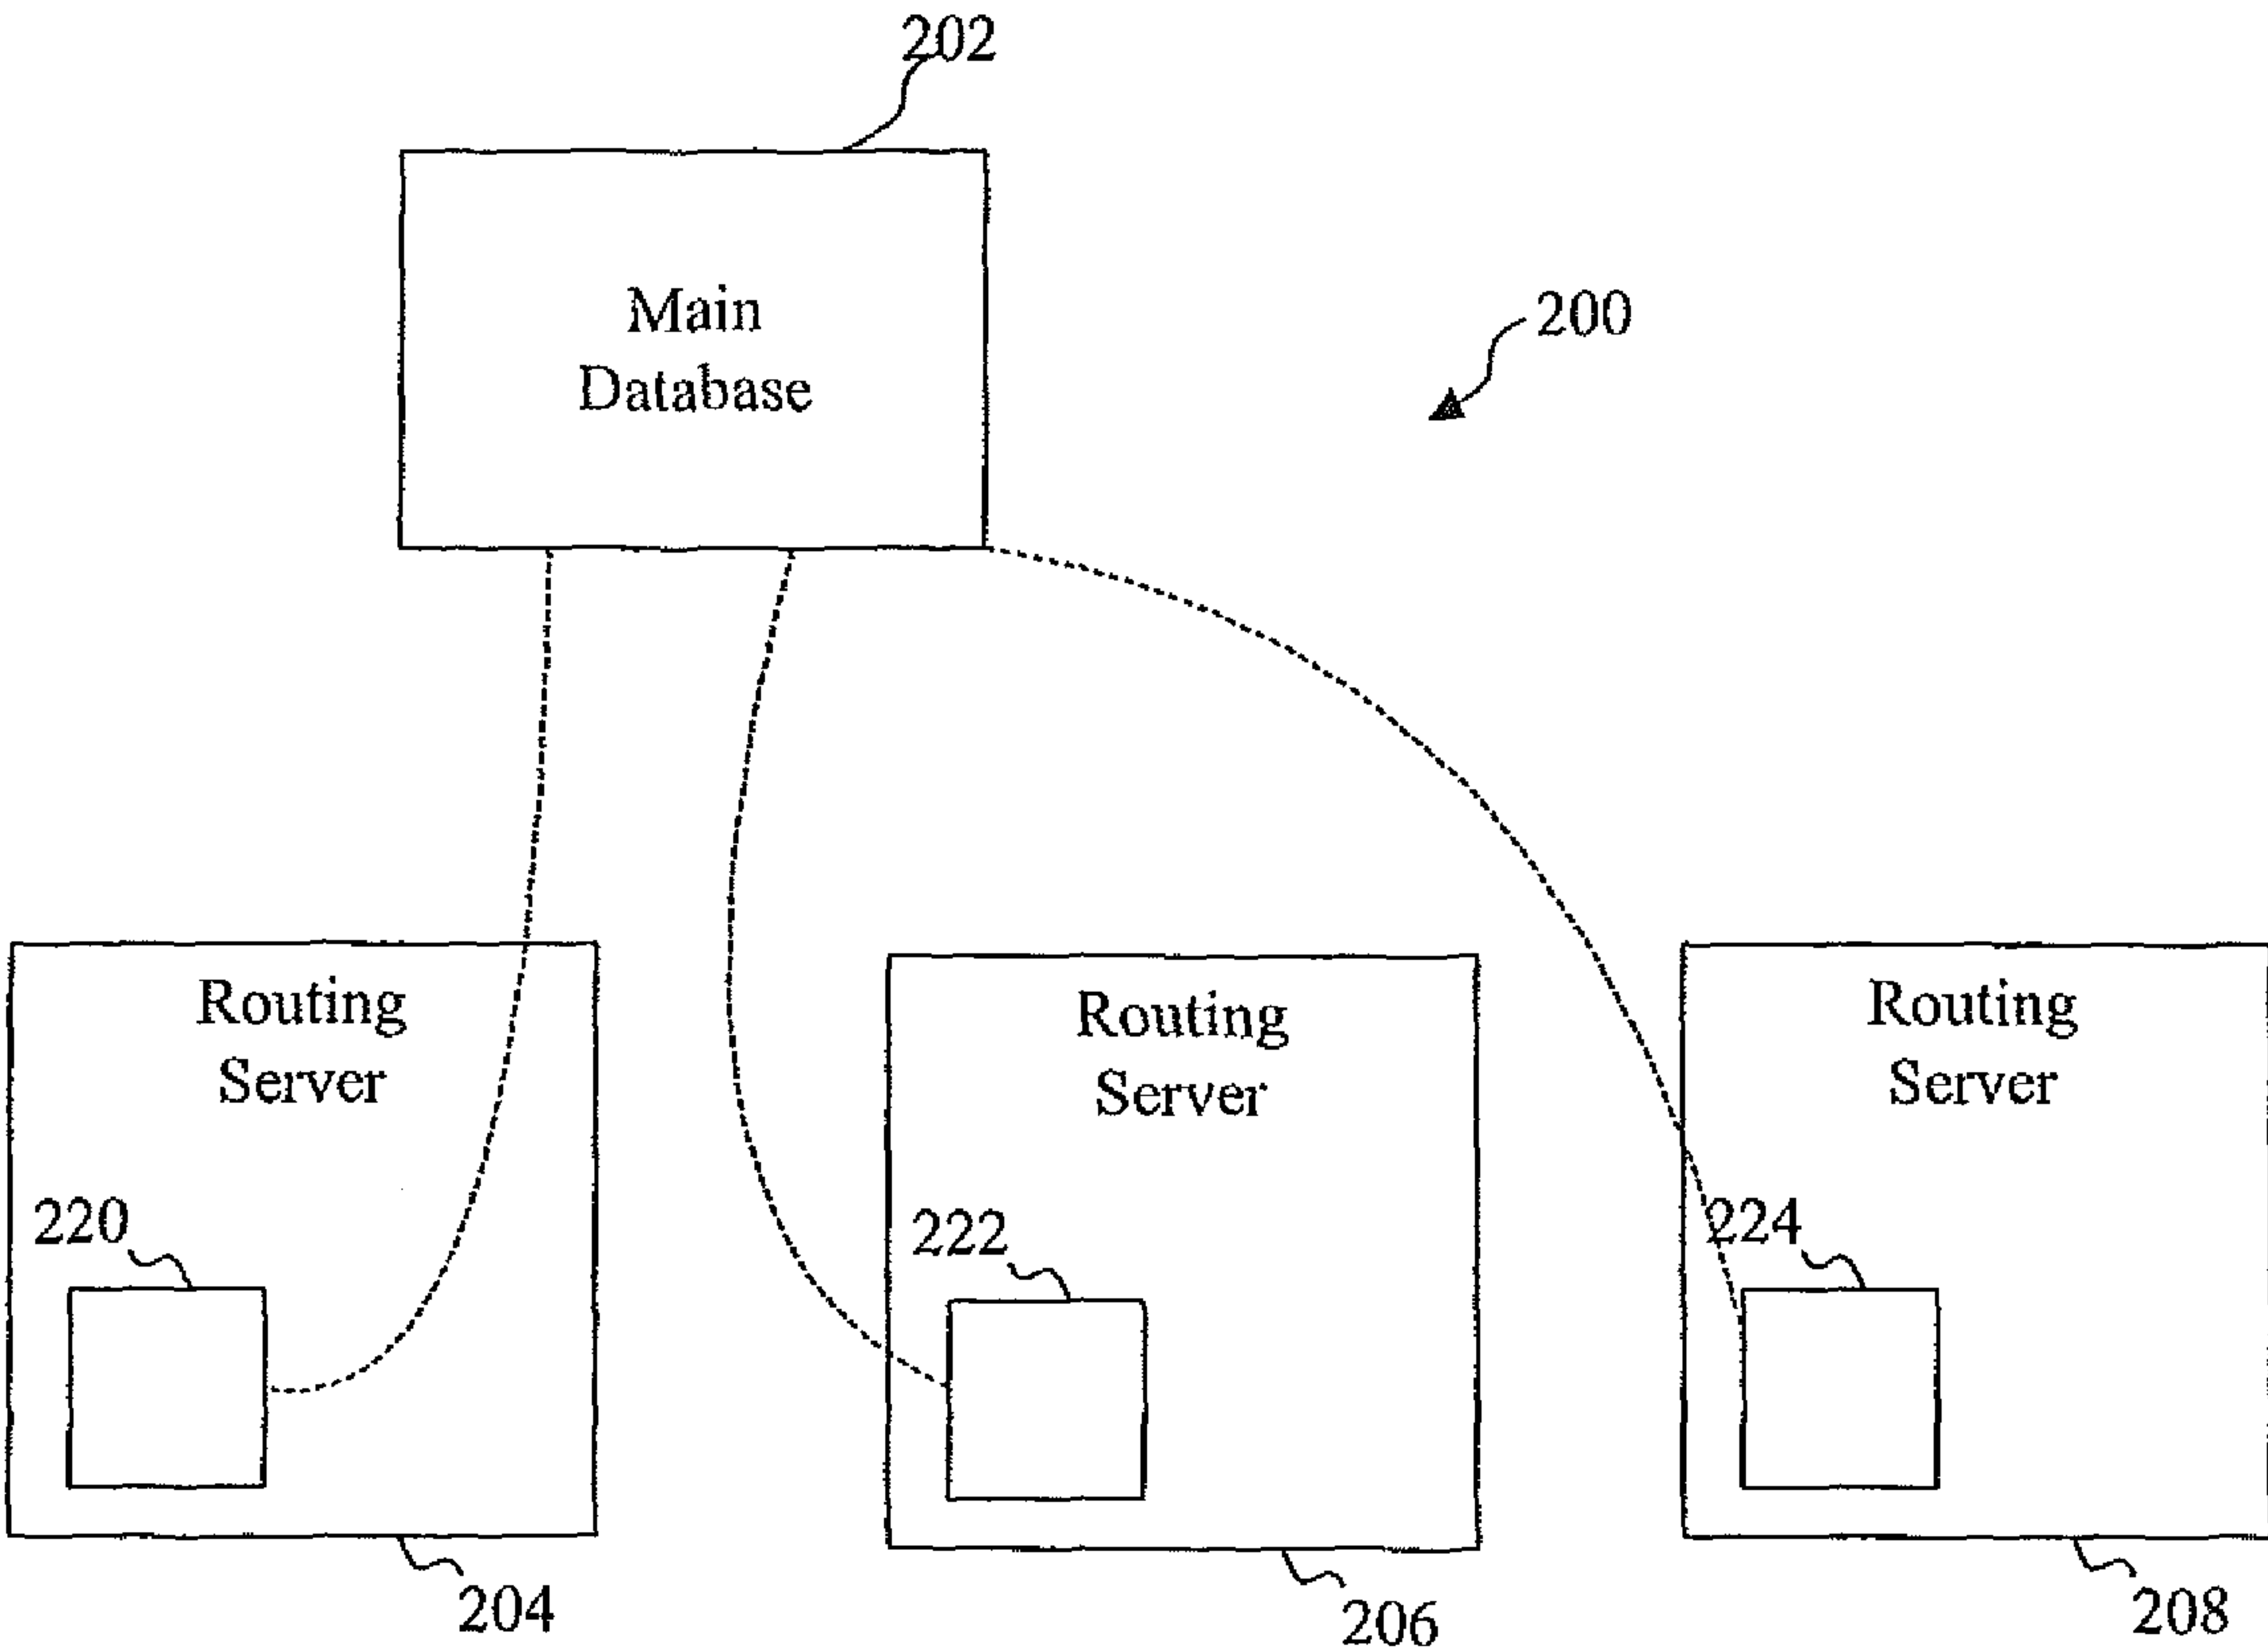 202
Main
Database
200
Routing
Server
Routing
Server
Routing
Server
220
222
224
204
206
208